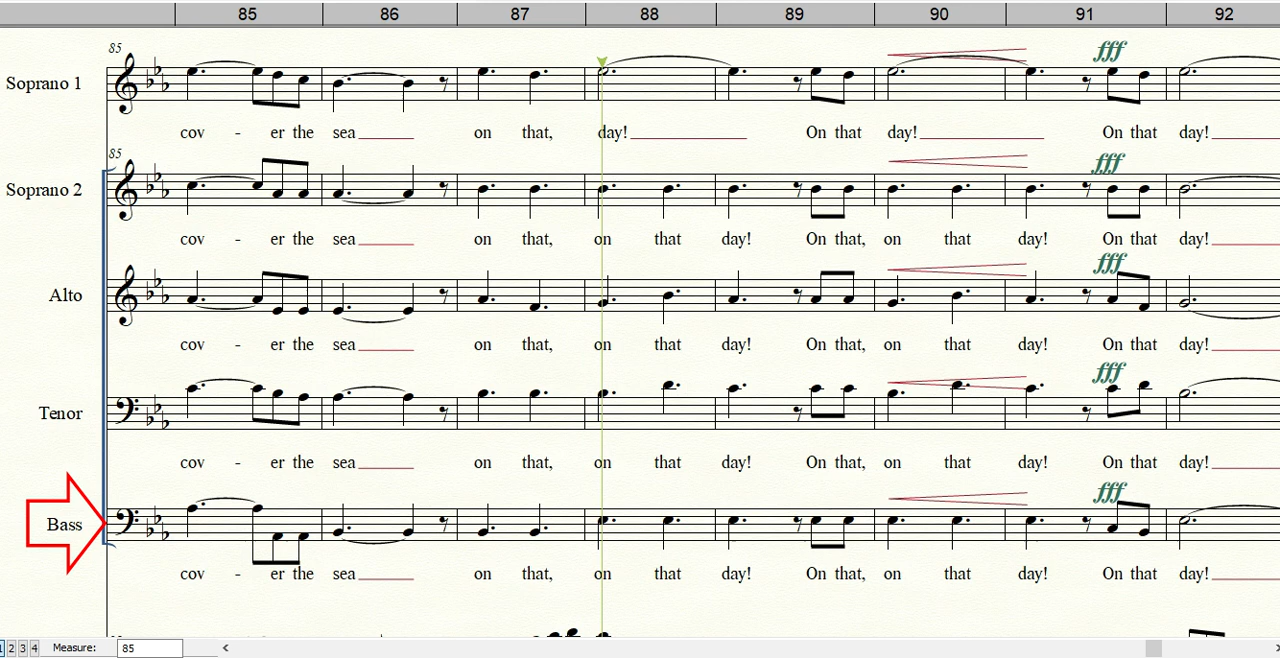 85 86 87 88 89 90 91 92
85
fff
Soprano 1
cov - er the sea on that, day! On that day! On that day!
85
fff
Soprano 2
cov - er the sea on that, on that day! On that, on that day! On that day!
fff
Alto
cov - er the sea on that, on that day! On that, on that day! On that day!
fff
Tenor
cov - er the sea on that, on that day! On that, on that day! On that day!
fff
Bass
cov - er the sea on that, on that day! On that, on that day! On that day!
1 2 3 4 Measure: 85